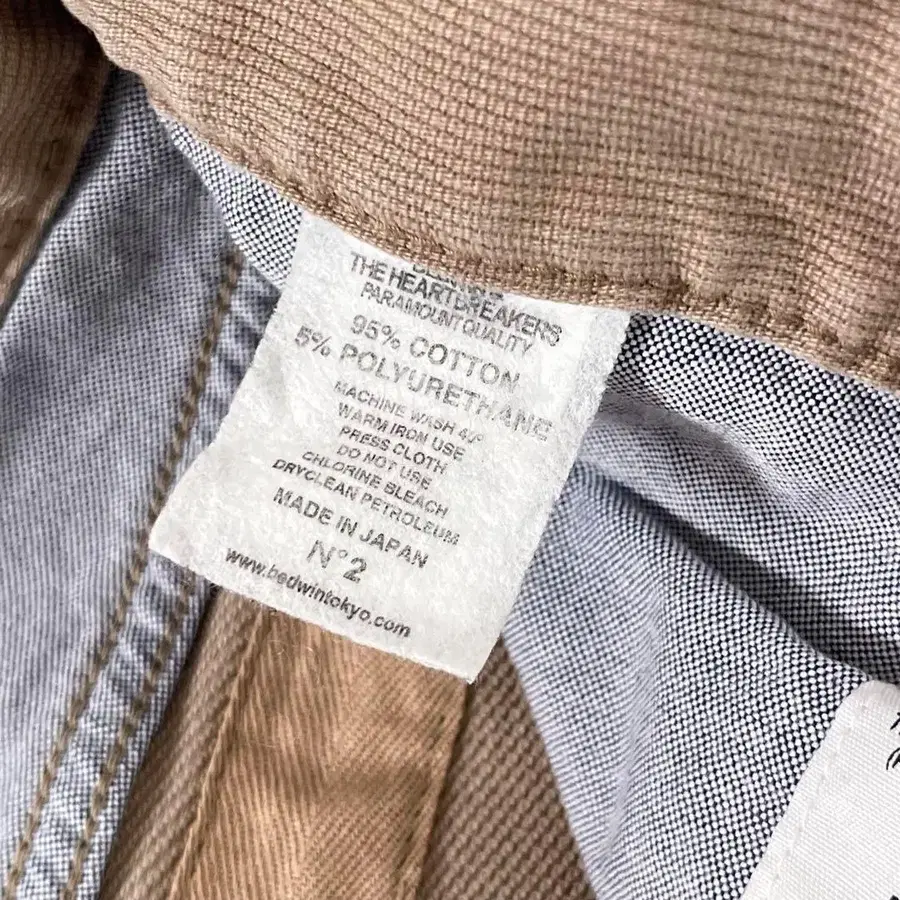 THE HEARTBREAKERS
PARAMOUNT QUALITY
95% COTTON
5% POLYURETHANE
MACHINE WASH 40°
WARM IRON USE
PRESS CLOTH
DO NOT USE
CHLORINE BLEACH
DRYCLEAN PETROLEUM
MADE IN JAPAN
N°2
www.bedwintokyo.com